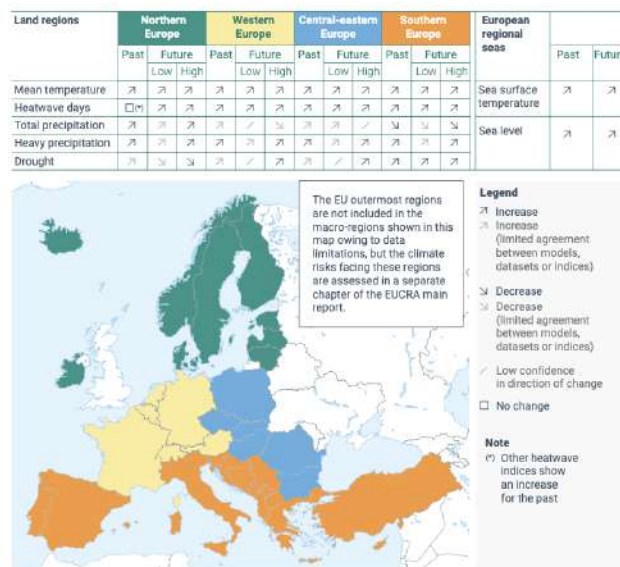 Land regions Northern Europe Western Europe Central-eastern Europe Southern Europe European regional seas
Past Future Past Future Past Future Past Future Past Future
Low High Low High Low High Low High
Mean temperature ↗ ↗ ↗ ↗ ↗ ↗ ↗ ↗ ↗ ↗ ↗ ↗
Heatwave days □(*) ↗ ↗ ↗ ↗ ↗ ↗ ↗ ↗ ↗ ↗ ↗
Total precipitation ↗ ↗ ↗ ↗ ⁄ ↘ ↗ ↗ ⁄ ↘ ↘ ↘
Heavy precipitation ↗ ↗ ↗ ↗ ↗ ↗ ↗ ↗ ↗ ↗ ↗ ↗
Drought ↗ ↘ ↘ ↗ ⁄ ↗ ↗ ⁄ ↗ ↗ ↗ ↗
Sea surface temperature ↗ ↗
Sea level ↗ ↗
The EU outermost regions
are not included in the
macro-regions shown in this
map owing to data
limitations, but the climate
risks facing these regions
are assessed in a separate
chapter of the EUCRA main
report.
Legend
↗ Increase
↗ Increase
(limited agreement
between models,
datasets or indices)
↘ Decrease
↘ Decrease
(limited agreement
between models,
datasets or indices)
⁄ Low confidence
in direction of change
□ No change
Note
(*) Other heatwave
indices show
an increase
for the past